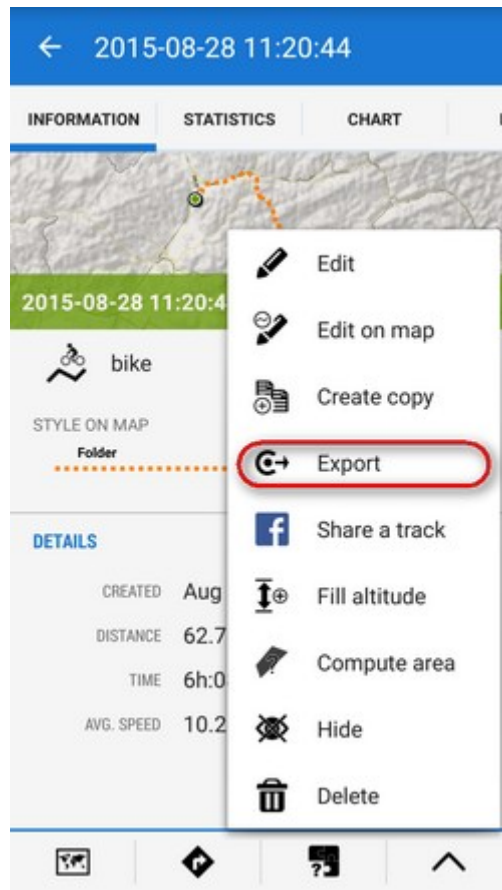 2015-08-28 11:20:44
INFORMATION STATISTICS CHART
2015-08-28 11:20:4
bike
STYLE ON MAP
Folder
DETAILS
CREATED Aug
DISTANCE 62.7
TIME 6h:0
AVG. SPEED 10.2
Edit
Edit on map
Create copy
Export
Share a track
Fill altitude
Compute area
Hide
Delete